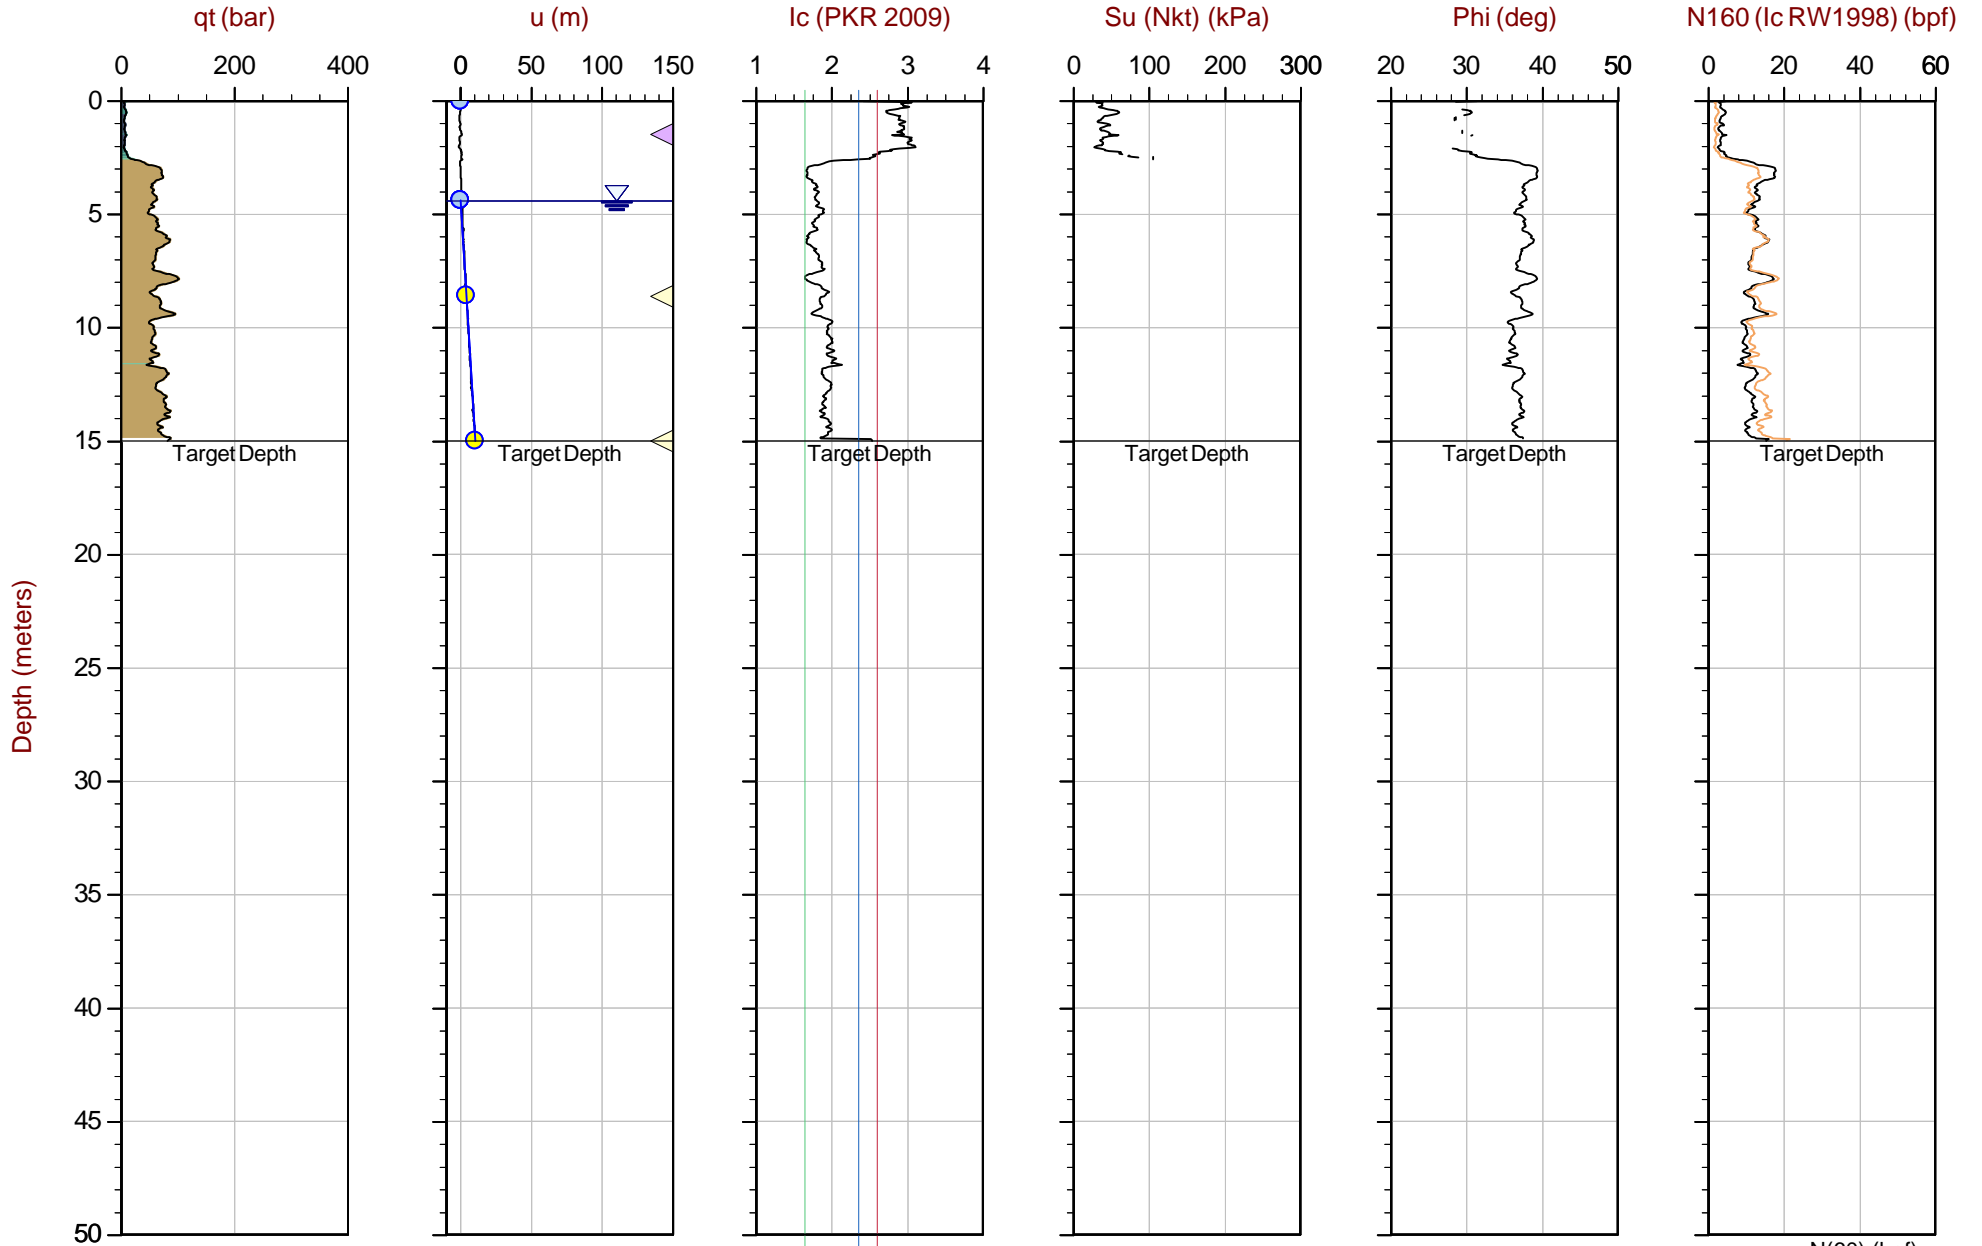 qt (bar) u (m) Ic (PKR 2009) Su (Nkt) (kPa) Phi (deg) N160 (Ic RW1998) (bpf)
0 200 400 0 50 100 150 1 2 3 4 0 100 200 300 20 30 40 50 0 20 40 60
0
5
10
15
Target Depth Target Depth Target Depth Target Depth Target Depth Target Depth
20
25
30
35
40
45
50
Depth (meters)